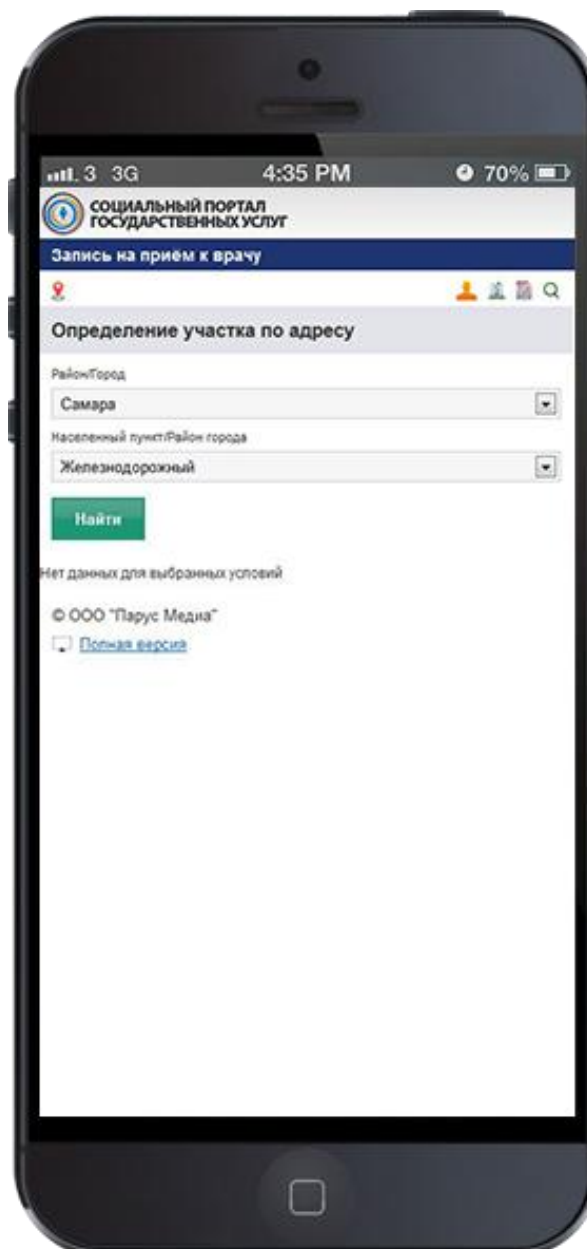 3 3G 4:35 PM 70%
СОЦИАЛЬНЫЙ ПОРТАЛ
ГОСУДАРСТВЕННЫХ УСЛУГ
Запись на приём к врачу
Определение участка по адресу
Район/Город
Самара
Населенный пункт/Район города
Железнодорожный
Найти
Нет данных для выбранных условий
© ООО "Парус Медиа"
Полная версия